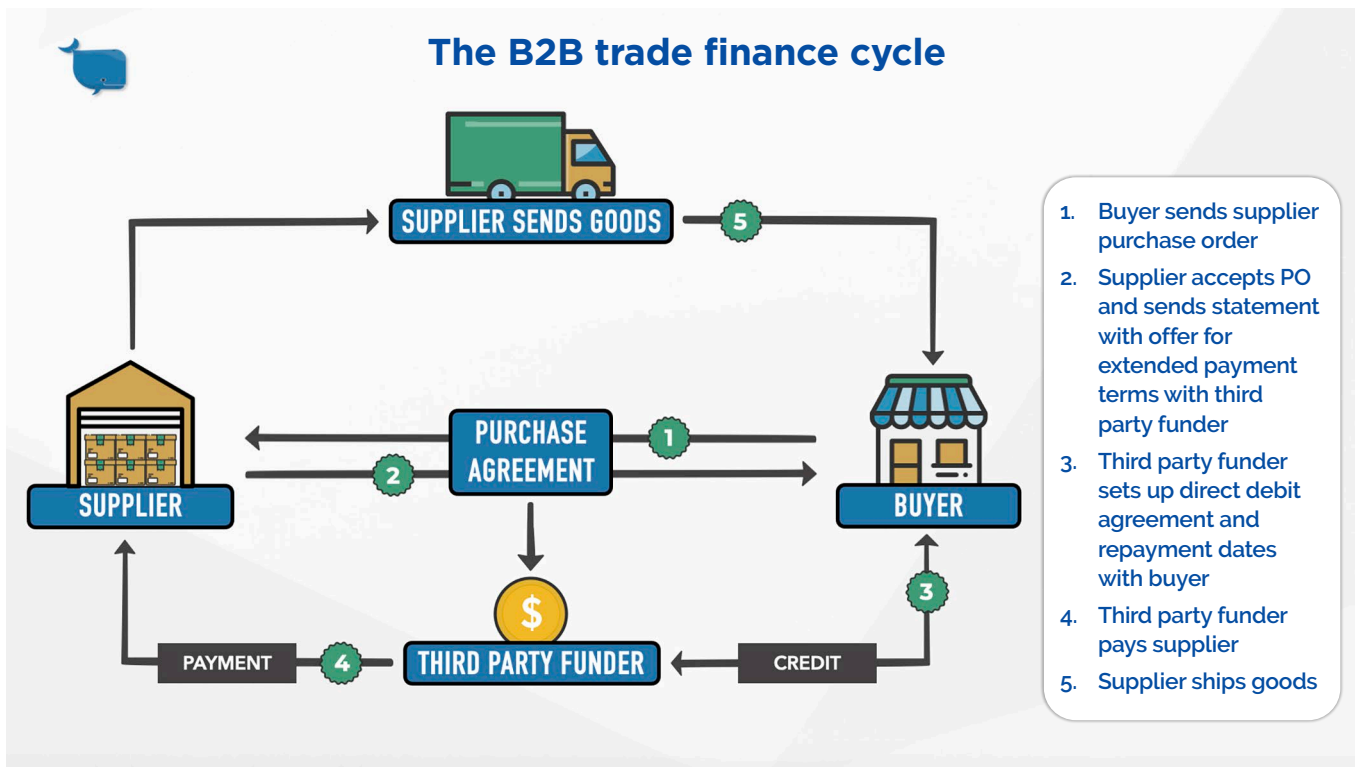 The B2B trade finance cycle
SUPPLIER SENDS GOODS
5
PURCHASE
AGREEMENT
1
2
SUPPLIER
BUYER
3
$
THIRD PARTY FUNDER
PAYMENT
4
CREDIT
1. Buyer sends supplier
purchase order
2. Supplier accepts PO
and sends statement
with offer for
extended payment
terms with third
party funder
3. Third party funder
sets up direct debit
agreement and
repayment dates
with buyer
4. Third party funder
pays supplier
5. Supplier ships goods